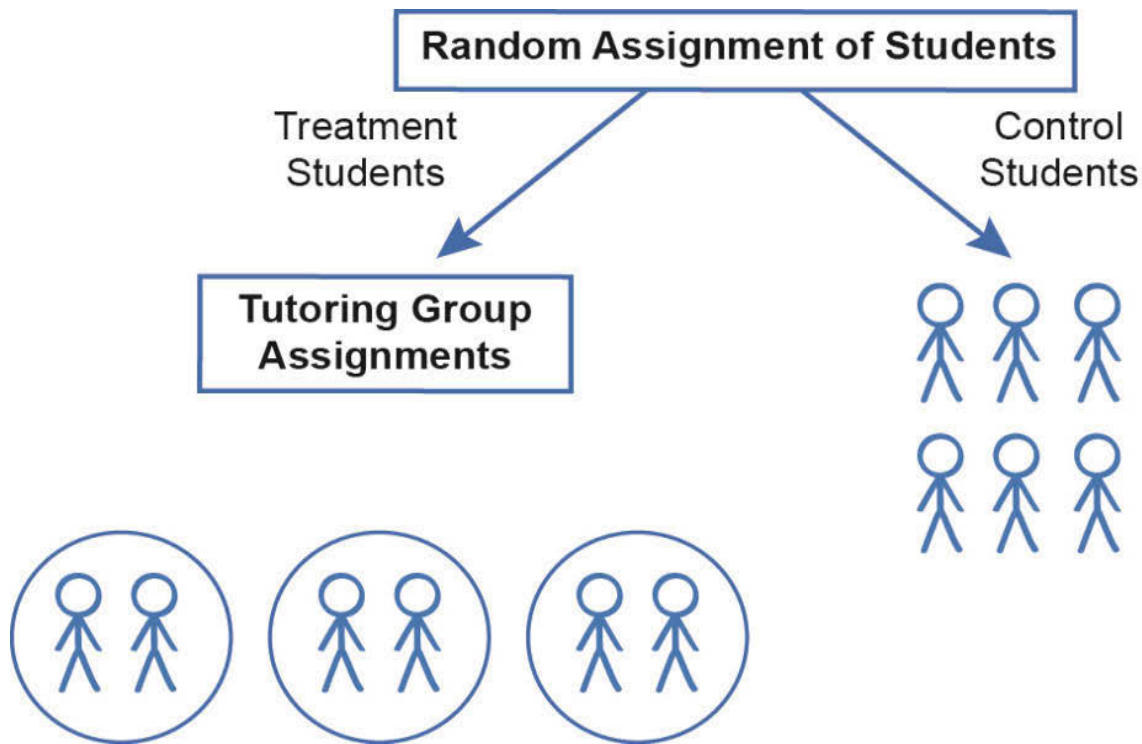 Random Assignment of Students
Treatment
Students
Control
Students
Tutoring Group
Assignments